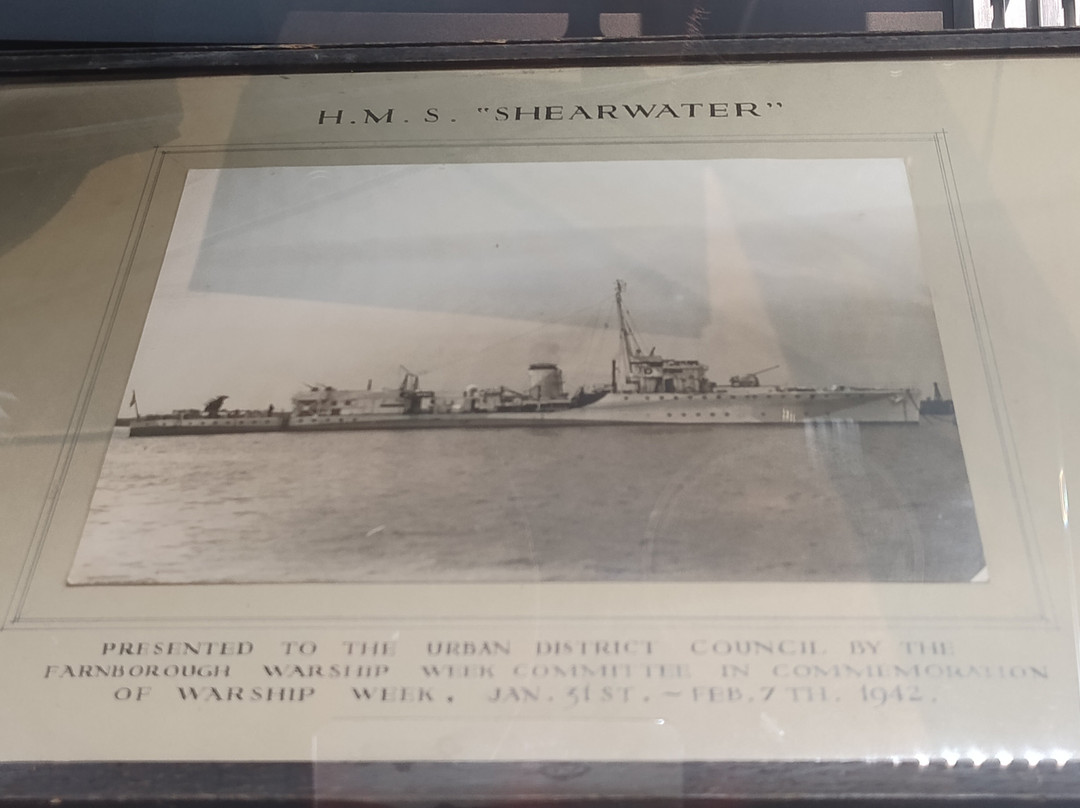 H.M.S. "SHEARWATER"
PRESENTED TO THE URBAN DISTRICT COUNCIL BY THE
FARNBOROUGH WARSHIP WEEK COMMITTEE IN COMMEMORATION
OF WARSHIP WEEK, JAN. 31ST. ~ FEB. 7TH. 1942.